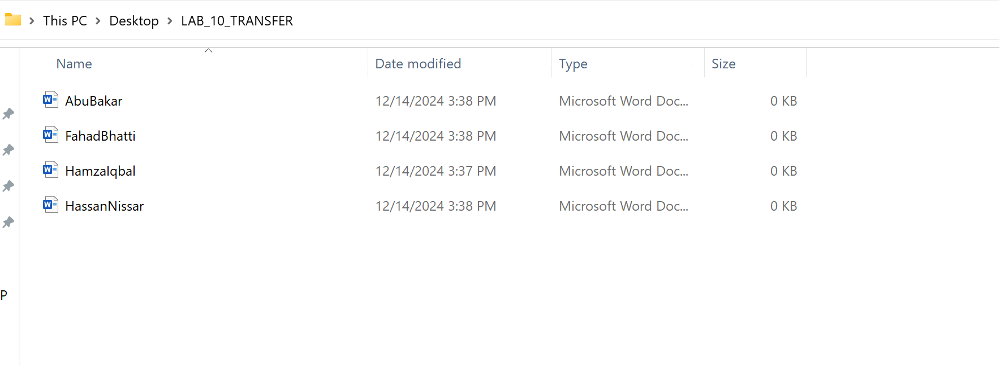 This PC > Desktop > LAB_10_TRANSFER
Name Date modified Type Size
AbuBakar 12/14/2024 3:38 PM Microsoft Word Doc... 0 KB
FahadBhatti 12/14/2024 3:38 PM Microsoft Word Doc... 0 KB
HamzaIqbal 12/14/2024 3:37 PM Microsoft Word Doc... 0 KB
HassanNissar 12/14/2024 3:38 PM Microsoft Word Doc... 0 KB
P